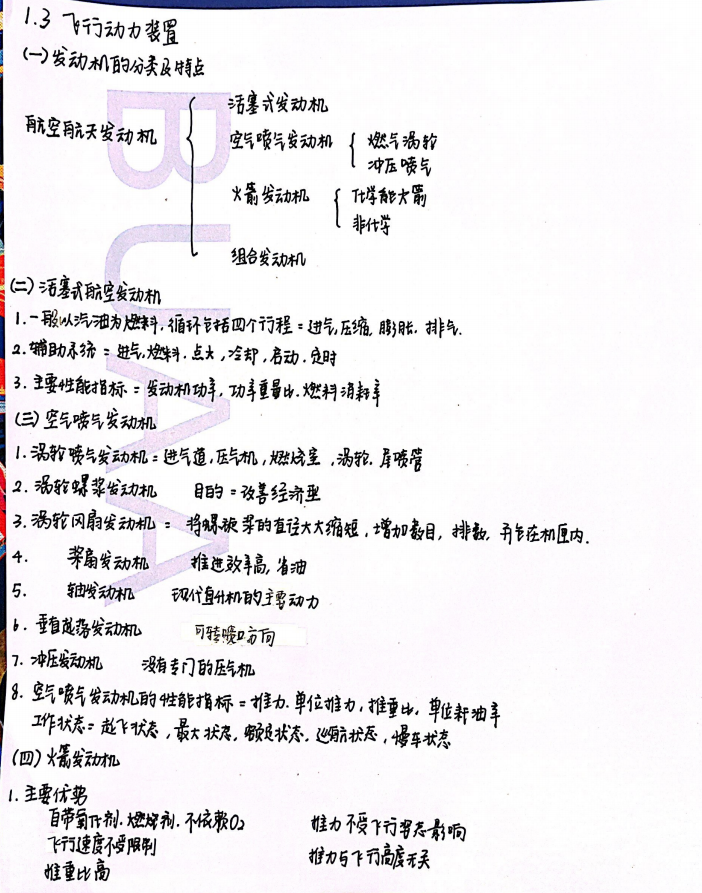 1.3 飞行动力装置
(一)发动机的分类及特点
航空航天发动机
活塞式发动机
空气喷气发动机 燃气涡轮
冲压喷气
火箭发动机 化学能火箭
非化学
组合发动机
(二)活塞式航空发动机
1.一般以汽油为燃料,循环包括四个行程=进气,压缩,膨胀,排气.
2.辅助系统=进气,燃料.点火,冷却,启动.定时
3.主要性能指标=发动机功率,功率重量比.燃料消耗率
(三)空气喷气发动机
1.涡轮喷气发动机=进气道,压气机,燃烧室,涡轮.尾喷管
2.涡轮螺桨发动机 目的=改善经济型
3.涡轮风扇发动机= 将螺旋桨的直径大大缩短,增加数目,排数,并包在机匣内.
4. 桨扇发动机 推进效率高,省油
5. 轴发动机 现代直升机的主要动力
6.垂直起落发动机 可转喷口方向
7.冲压发动机 没有专门的压气机
8.空气喷气发动机的性能指标=推力.单位推力,推重比,单位耗油率
工作状态=起飞状态,最大状态,额定状态,巡航状态,慢车状态
(四)火箭发动机
1.主要优势
自带氧化剂.燃烧剂.不依赖O2 推力不受飞行姿态影响
飞行速度不受限制 推力与飞行高度无关
推重比高
BUAA